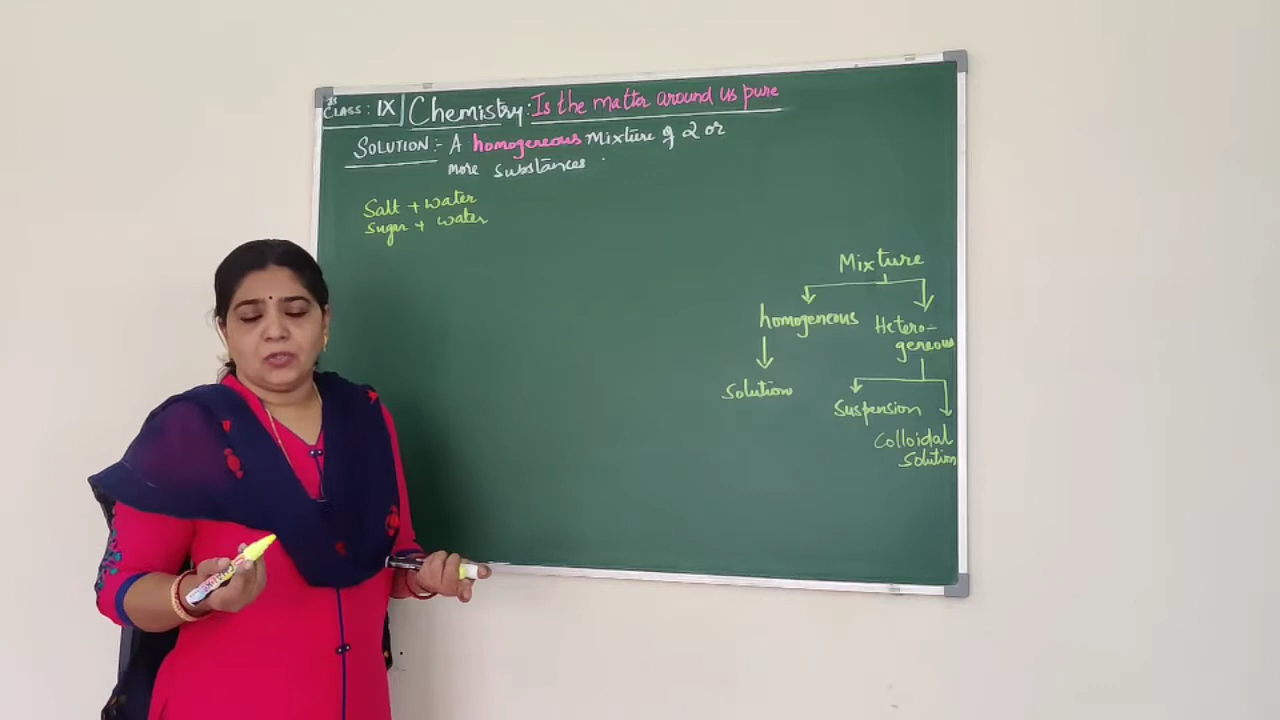 CLASS: IX
Chemistry: Is the matter around us pure
SOLUTION:- A homogeneous Mixture of 2 or
more substances.
Salt + water
Sugar + water
Mixture
homogeneous
Hetero-
geneous
Solution
Suspension
Colloidal
Solution